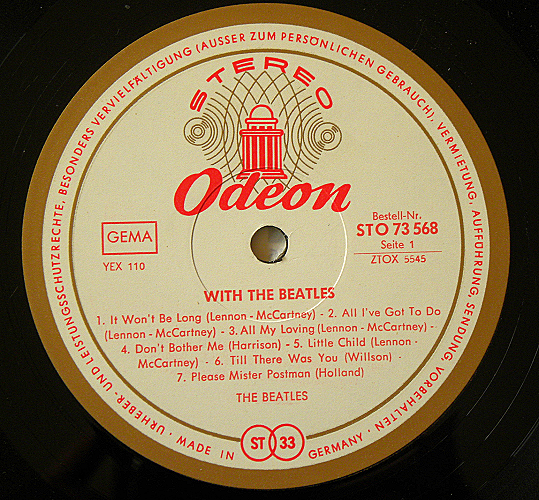 URHEBER- UND LEISTUNGSSCHUTZRECHTE, BESONDERS VERVIELFÄLTIGUNG (AUSSER ZUM PERSÖNLICHEN GEBRAUCH), VERMIETUNG, AUFFÜHRUNG, SENDUNG, VORBEHALTEN
STEREO
Odeon
GEMA
YEX 110
Bestell-Nr.
STO 73 568
Seite 1
ZTOX 5545
WITH THE BEATLES
1. It Won't Be Long (Lennon - McCartney) - 2. All I've Got To Do
(Lennon - McCartney) - 3. All My Loving (Lennon - McCartney) -
4. Don't Bother Me (Harrison) - 5. Little Child (Lennon -
McCartney) - 6. Till There Was You (Willson) -
7. Please Mister Postman (Holland)
THE BEATLES
· MADE IN ST 33 GERMANY ·